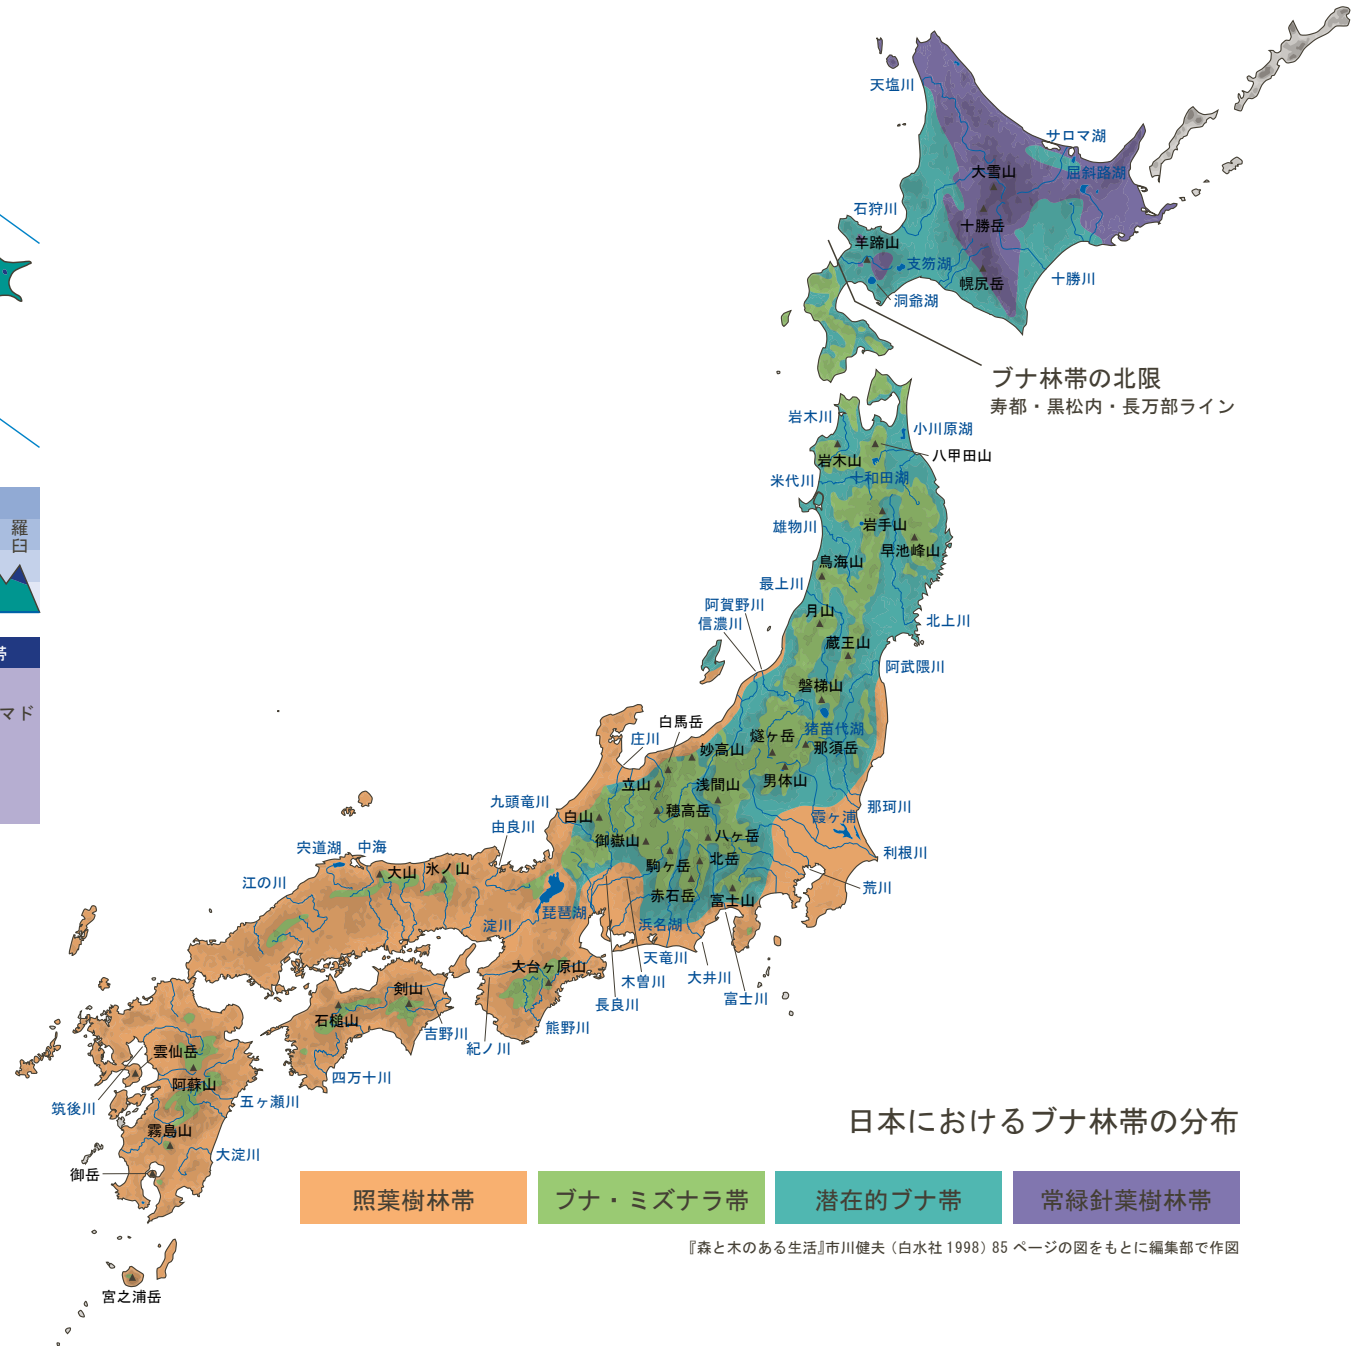 天塩川
サロマ湖
大雪山
屈斜路湖
石狩川
十勝岳
羊蹄山
支笏湖
幌尻岳
十勝川
洞爺湖
ブナ林帯の北限
寿都・黒松内・長万部ライン
岩木川
小川原湖
八甲田山
岩木山
十和田湖
米代川
雄物川
岩手山
早池峰山
鳥海山
最上川
阿賀野川
月山
信濃川
北上川
蔵王山
阿武隈川
磐梯山
白馬岳
猪苗代湖
庄川
燧ヶ岳
那須岳
妙高山
立山
浅間山
男体山
九頭竜川
白山
穂高岳
那珂川
霞ヶ浦
由良川
御嶽山
八ヶ岳
利根川
宍道湖
中海
大山
氷ノ山
駒ヶ岳
北岳
江の川
荒川
赤石岳
富士山
琵琶湖
淀川
浜名湖
天竜川
大台ヶ原山
木曽川
大井川
剣山
長良川
富士川
石槌山
吉野川
熊野川
紀ノ川
雲仙岳
四万十川
阿蘇山
筑後川
五ヶ瀬川
霧島山
大淀川
御岳
宮之浦岳
羅臼
帯
マド
日本におけるブナ林帯の分布
照葉樹林帯
ブナ・ミズナラ帯
潜在的ブナ帯
常緑針葉樹林帯
『森と木のある生活』市川健夫（白水社 1998）85 ページの図をもとに編集部で作図